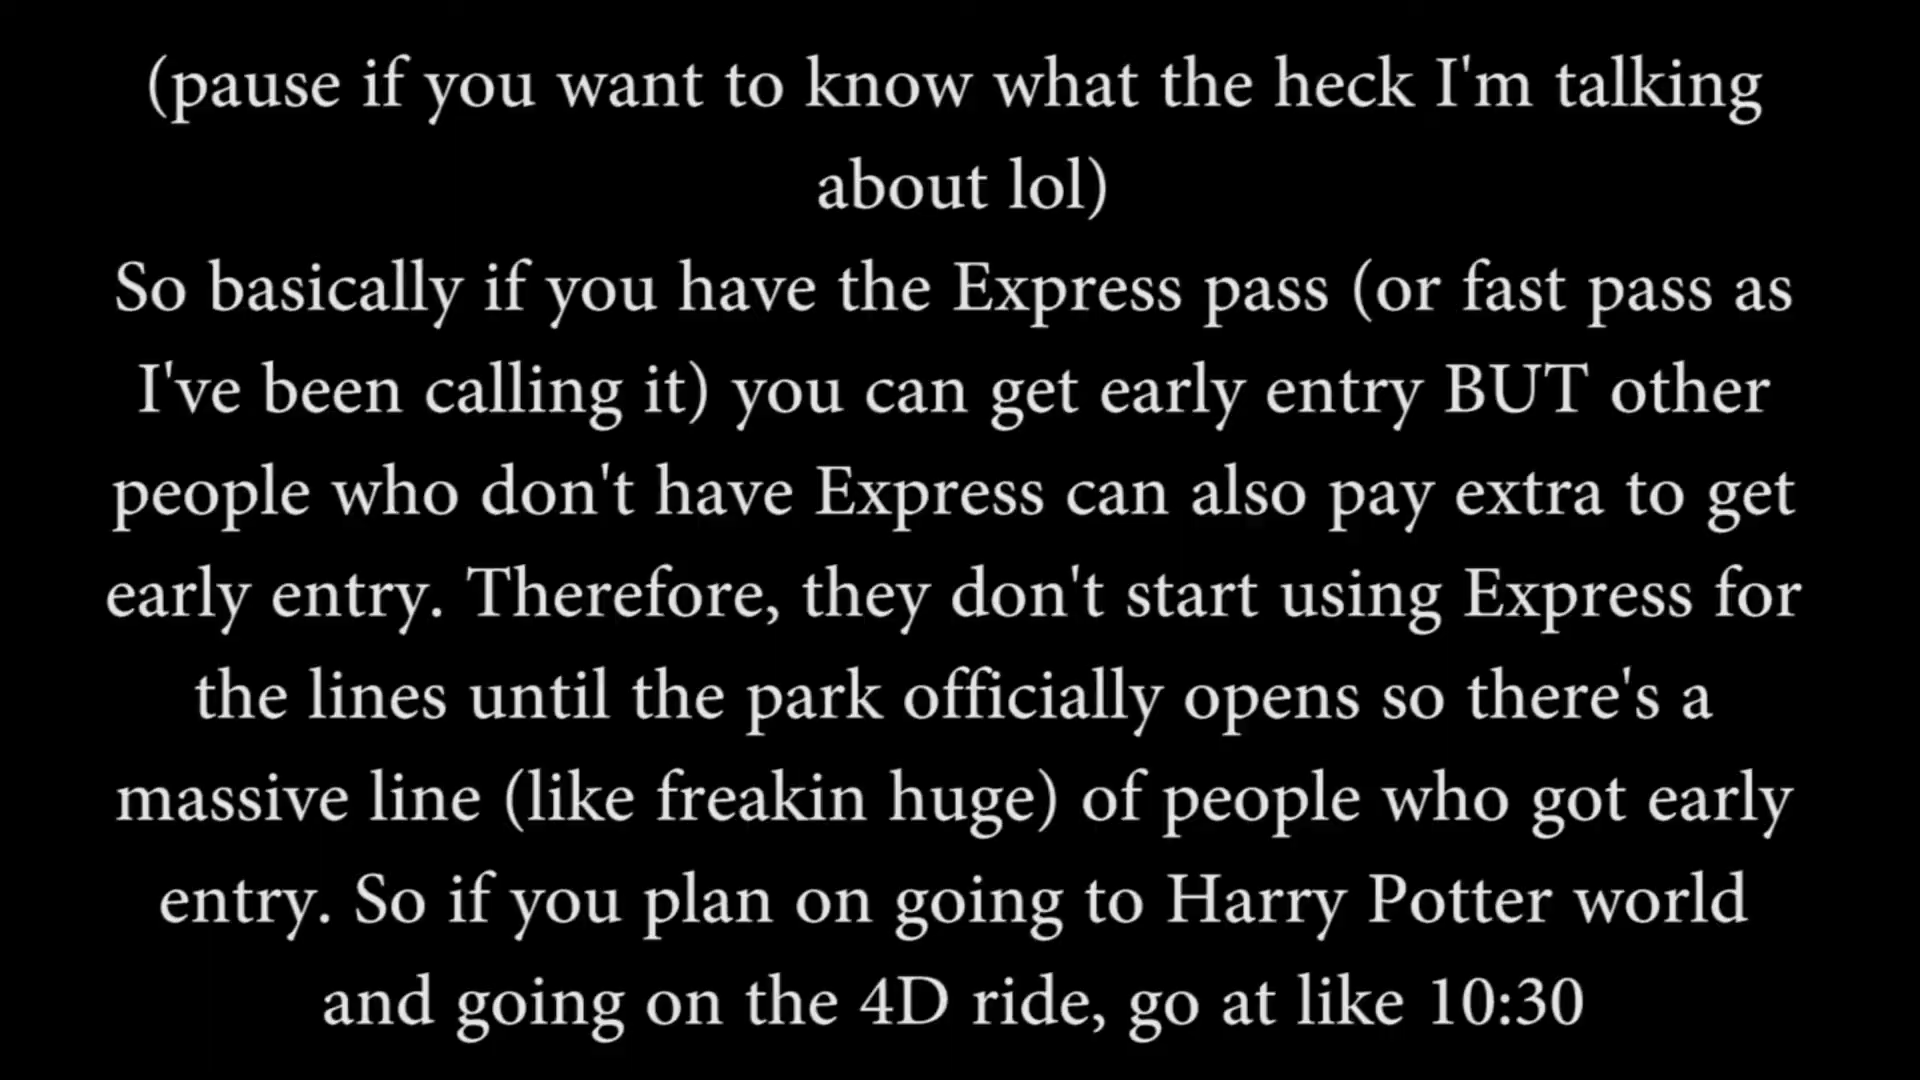 (pause if you want to know what the heck I'm talking
about lol)
So basically if you have the Express pass (or fast pass as
I've been calling it) you can get early entry BUT other
people who don't have Express can also pay extra to get
early entry. Therefore, they don't start using Express for
the lines until the park officially opens so there's a
massive line (like freakin huge) of people who got early
entry. So if you plan on going to Harry Potter world
and going on the 4D ride, go at like 10:30